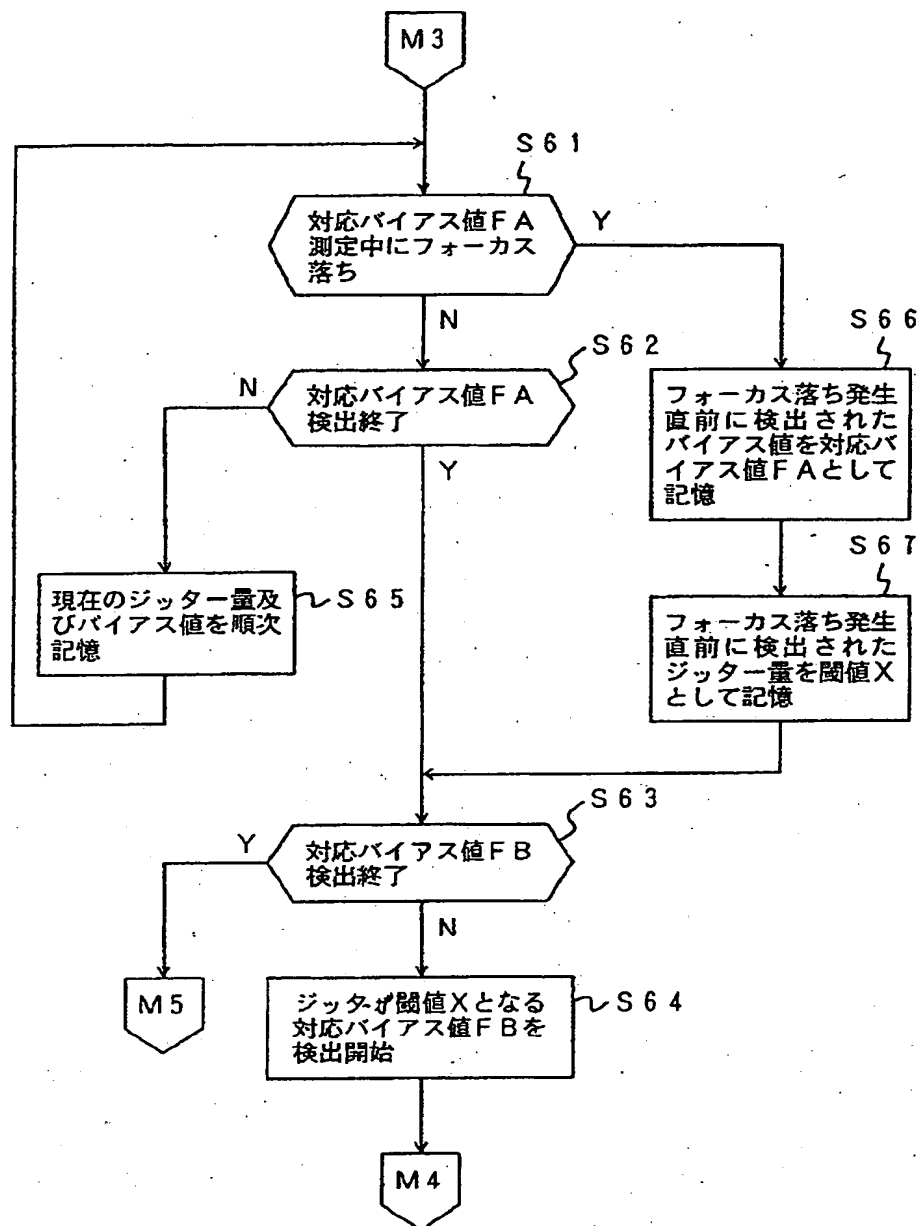 M3
S61
対応バイアス値FA
測定中にフォーカス
落ち
Y
N
S62
対応バイアス値FA
検出終了
N
Y
S66
フォーカス落ち発生
直前に検出された
バイアス値を対応バ
イアス値FAとして
記憶
S67
フォーカス落ち発生
直前に検出された
ジッター量を閾値X
として記憶
現在のジッター量及
びバイアス値を順次
記憶
S65
S63
対応バイアス値FB
検出終了
Y
N
M5
ジッタが閾値Xとなる
対応バイアス値FBを
検出開始
S64
M4